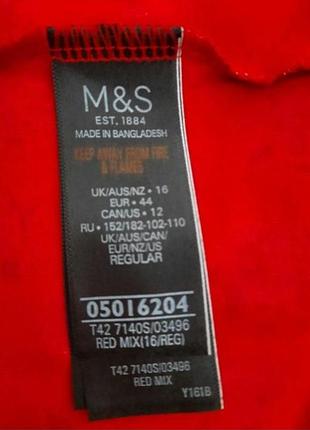 M&S
EST. 1884
MADE IN BANGLADESH
KEEP AWAY FROM FIRE
& FLAMES
UK/AUS/NZ • 16
EUR • 44
CAN/US • 12
RU • 152/182-102-110
UK/AUS/CAN/
EUR/NZ/US
REGULAR
05016204
T42 7140S/03496
RED MIX(16/REG)
T42 7140S/03496
RED MIX
Y161B